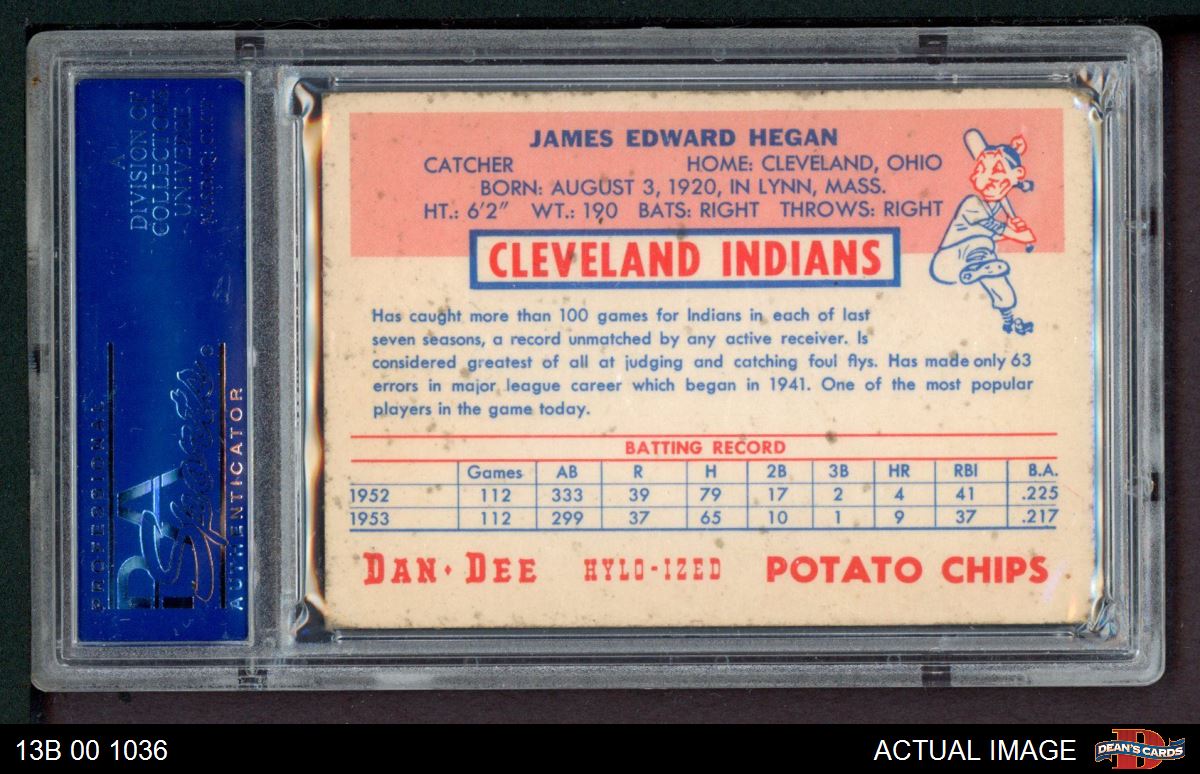 A
DIVISION OF
COLLECTORS
UNIVERSE
PROFESSIONAL
PSA
Sports
AUTHENTICATOR
JAMES EDWARD HEGAN
CATCHER HOME: CLEVELAND, OHIO
BORN: AUGUST 3, 1920, IN LYNN, MASS.
HT.: 6'2" WT.: 190 BATS: RIGHT THROWS: RIGHT
CLEVELAND INDIANS
Has caught more than 100 games for Indians in each of last
seven seasons, a record unmatched by any active receiver. Is
considered greatest of all at judging and catching foul flys. Has made only 63
errors in major league career which began in 1941. One of the most popular
players in the game today.
BATTING RECORD
Games AB R H 2B 3B HR RBI B.A.
1952 112 333 39 79 17 2 4 41 .225
1953 112 299 37 65 10 1 9 37 .217
DAN·DEE HYLO-IZED POTATO CHIPS
13B 00 1036
ACTUAL IMAGE
DEAN'S CARDS